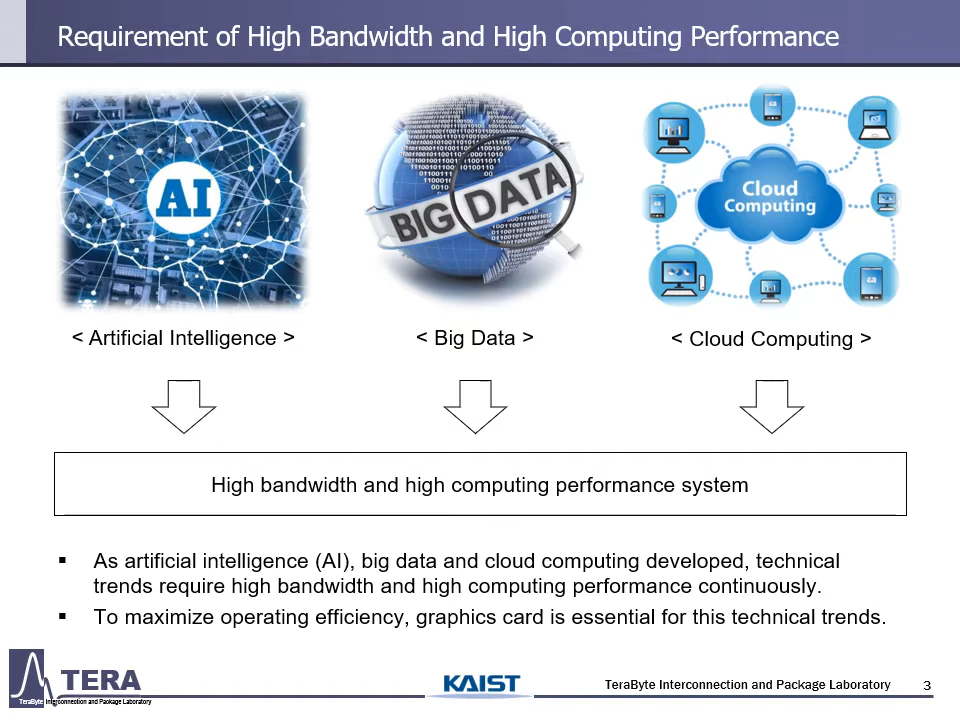 Requirement of High Bandwidth and High Computing Performance
AI
BIG DATA
Cloud
Computing
< Artificial Intelligence >
< Big Data >
< Cloud Computing >
High bandwidth and high computing performance system
▪ As artificial intelligence (AI), big data and cloud computing developed, technical
trends require high bandwidth and high computing performance continuously.
▪ To maximize operating efficiency, graphics card is essential for this technical trends.
TERA
TeraByte Interconnection and Package Laboratory
KAIST
TeraByte Interconnection and Package Laboratory
3